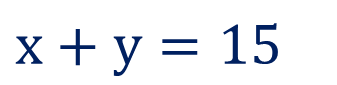 x + y = 15